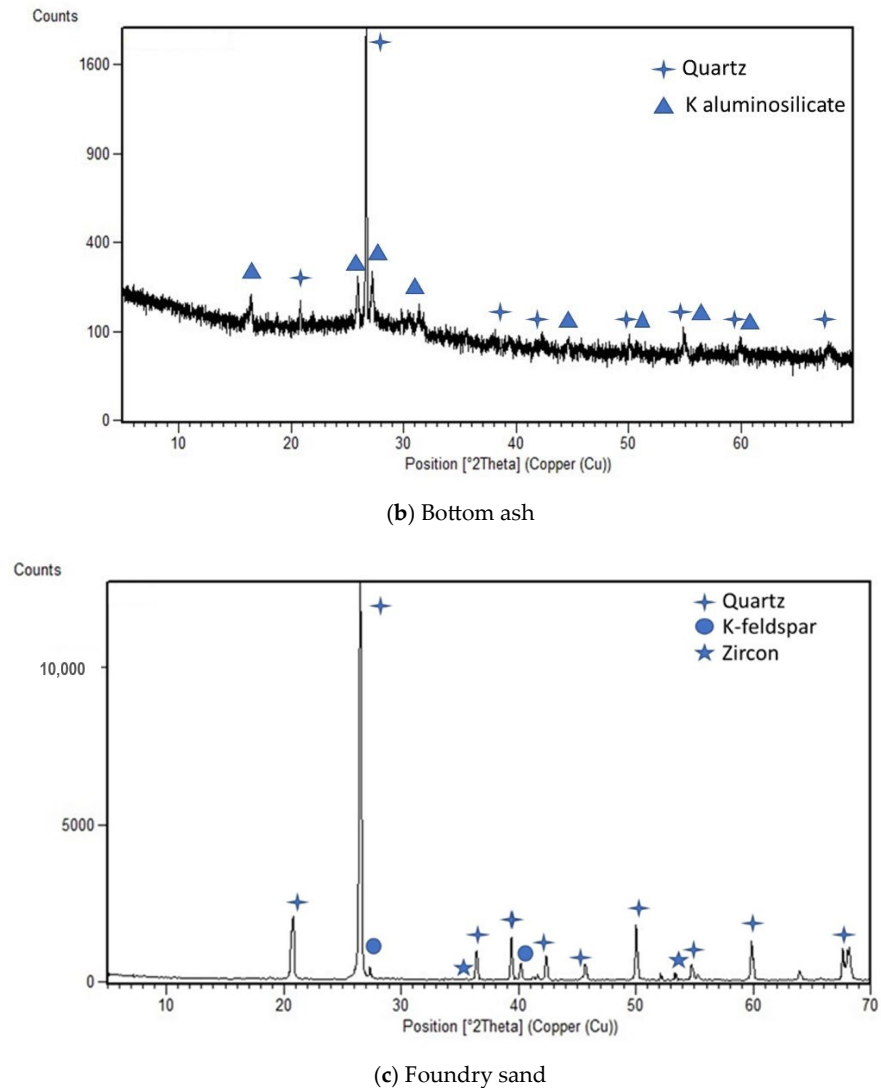 Counts
Quartz
K aluminosilicate
1600
900
400
100
0
10 20 30 40 50 60
Position [°2Theta] (Copper (Cu))
(b) Bottom ash
Counts
Quartz
K-feldspar
Zircon
10,000
5000
0
10 20 30 40 50 60 70
Position [°2Theta] (Copper (Cu))
(c) Foundry sand